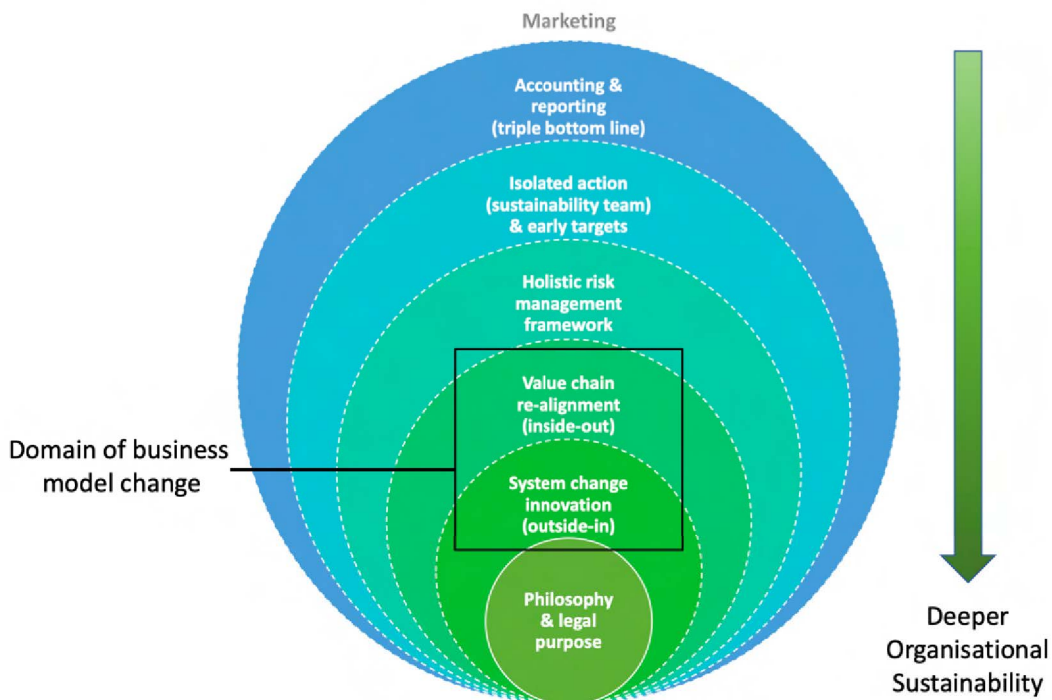 Marketing
Accounting &
reporting
(triple bottom line)
Isolated action
(sustainability team)
& early targets
Holistic risk
management
framework
Value chain
re-alignment
(inside-out)
System change
innovation
(outside-in)
Philosophy
& legal
purpose
Domain of business
model change
Deeper
Organisational
Sustainability